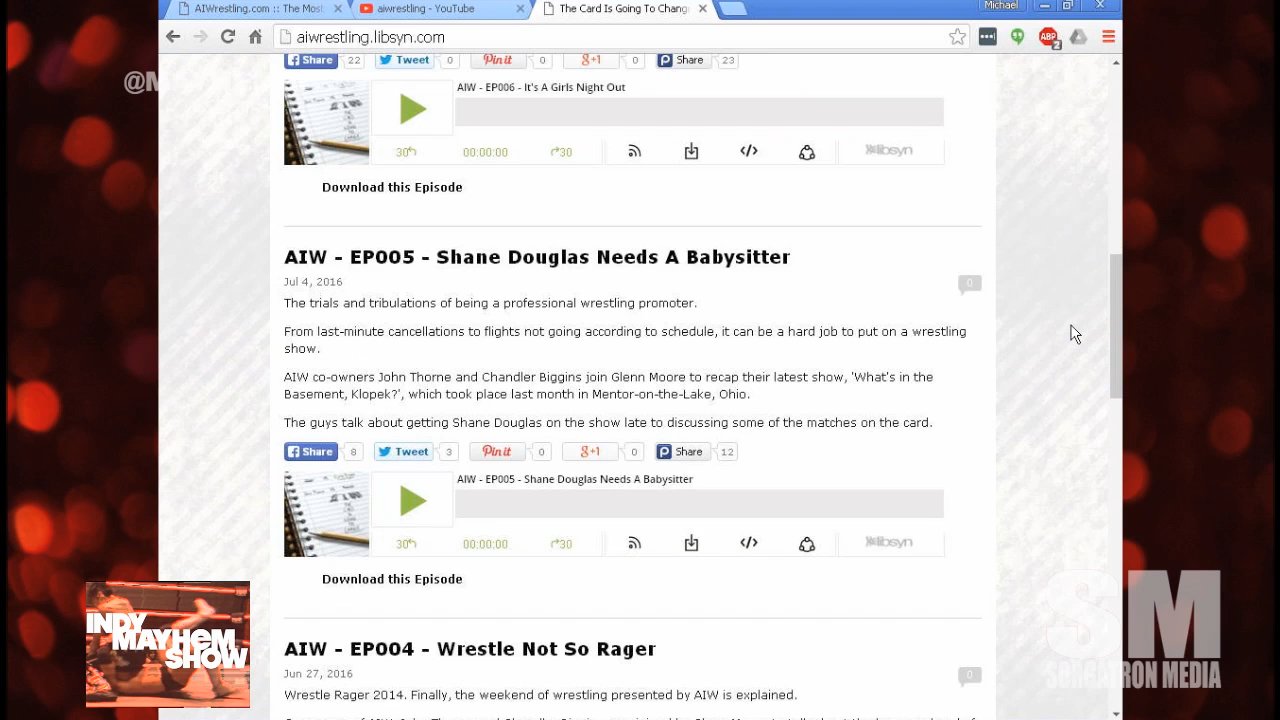 AIWrestling.com :: The Most
aiwrestling - YouTube
The Card Is Going To Chang
Michael
aiwrestling.libsyn.com
ABP
2
@M
Share 22 Tweet 0 Pin it 0 g+1 0 Share 23
AIW - EP006 - It's A Girls Night Out
30 00:00:00 30 libsyn
Download this Episode
AIW - EP005 - Shane Douglas Needs A Babysitter
Jul 4, 2016
0
The trials and tribulations of being a professional wrestling promoter.
From last-minute cancellations to flights not going according to schedule, it can be a hard job to put on a wrestling
show.
AIW co-owners John Thorne and Chandler Biggins join Glenn Moore to recap their latest show, 'What's in the
Basement, Klopek?', which took place last month in Mentor-on-the-Lake, Ohio.
The guys talk about getting Shane Douglas on the show late to discussing some of the matches on the card.
Share 8 Tweet 3 Pin it 0 g+1 0 Share 12
AIW - EP005 - Shane Douglas Needs A Babysitter
30 00:00:00 30 libsyn
Download this Episode
AIW - EP004 - Wrestle Not So Rager
Jun 27, 2016
0
Wrestle Rager 2014. Finally, the weekend of wrestling presented by AIW is explained.
INDY
MAYHEM
SHOW
SM
SORGATRON MEDIA